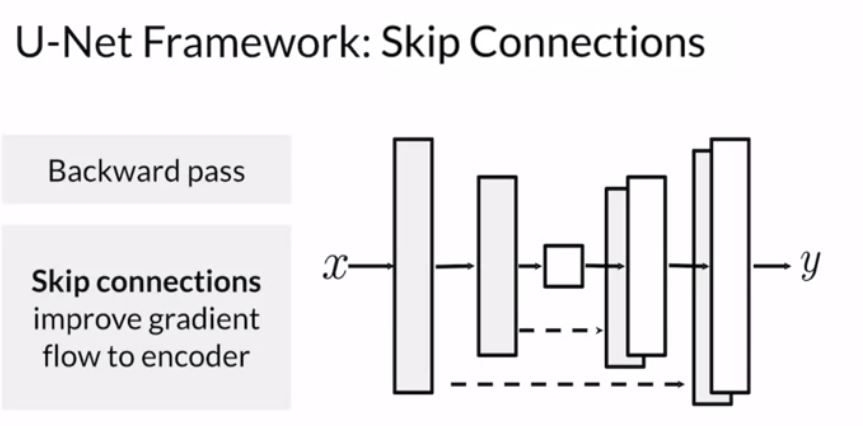 U-Net Framework: Skip Connections
Backward pass
Skip connections
improve gradient
flow to encoder
x
y